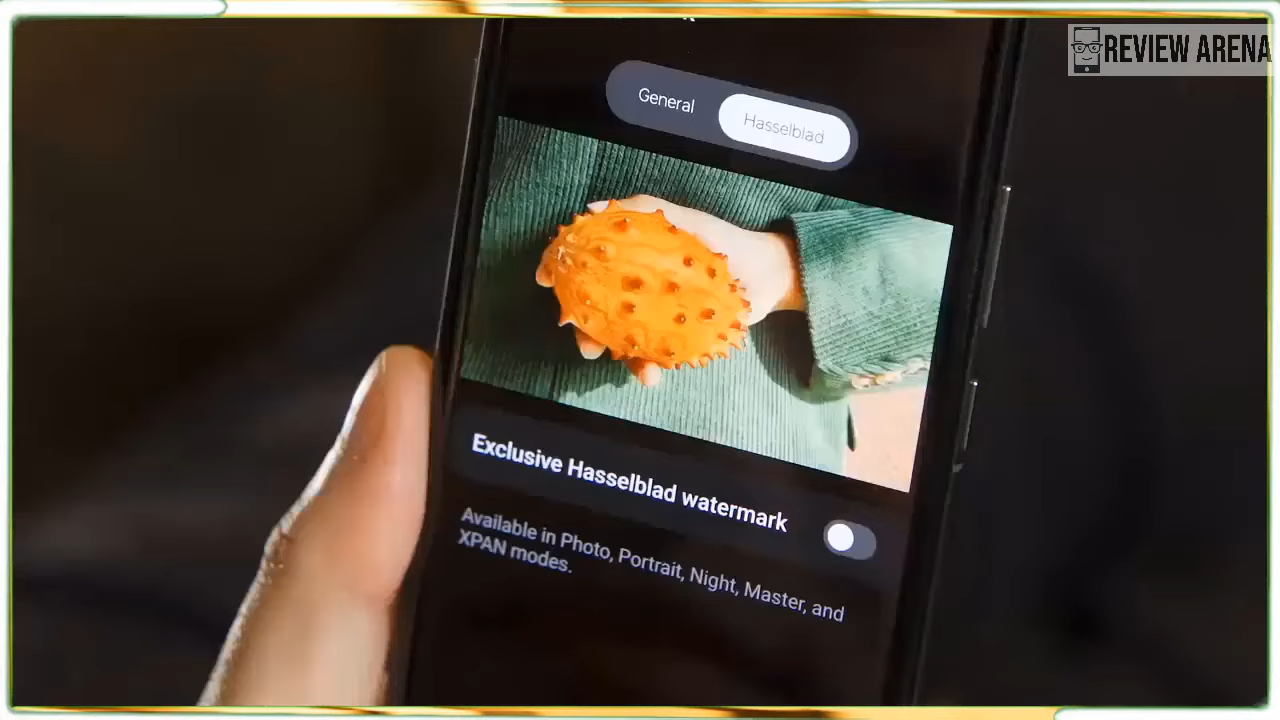 REVIEW ARENA
General
Hasselblad
Exclusive Hasselblad watermark
Available in Photo, Portrait, Night, Master, and
XPAN modes.